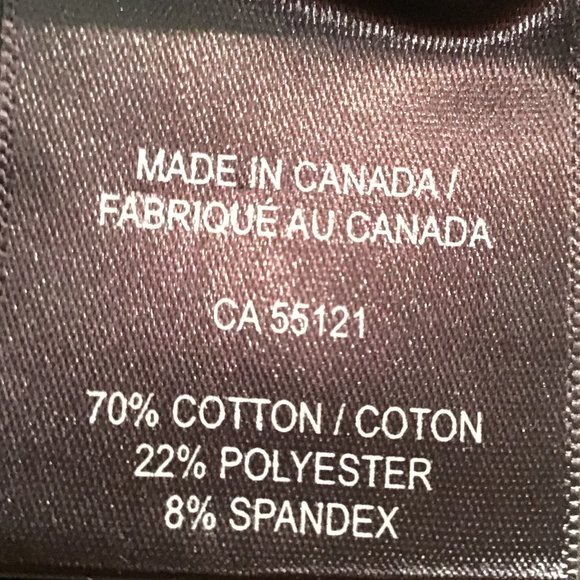 MADE IN CANADA /
FABRIQUÉ AU CANADA
CA 55121
70% COTTON / COTON
22% POLYESTER
8% SPANDEX